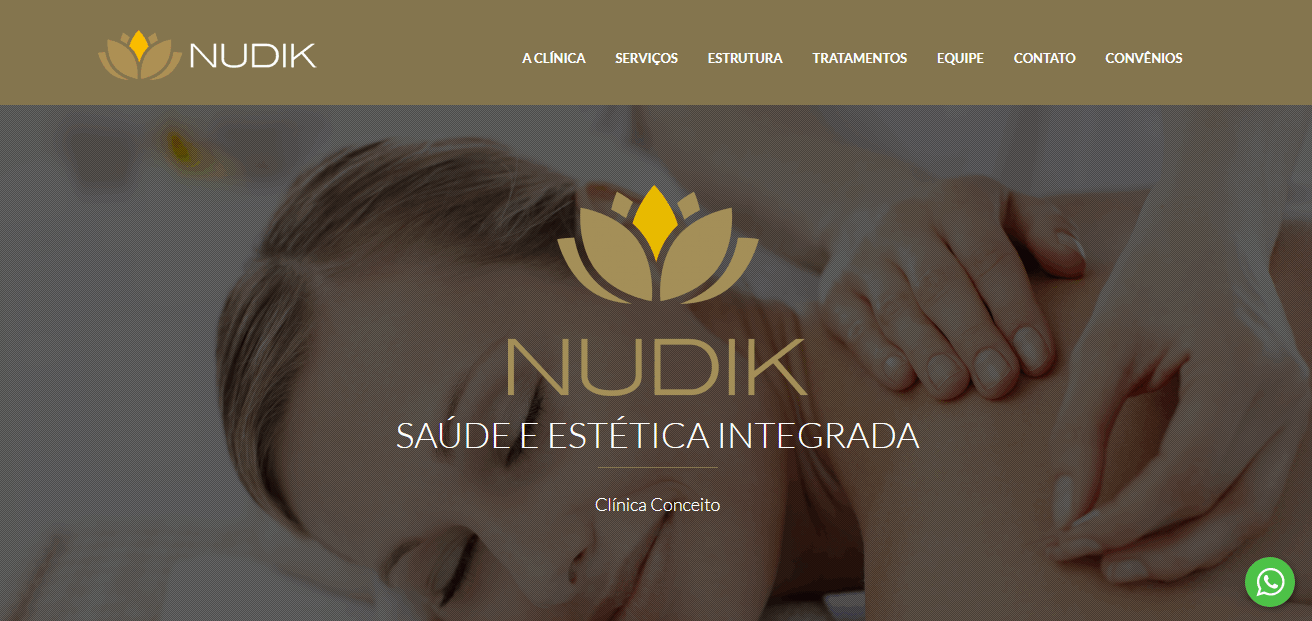 NUDIK
A CLÍNICA SERVIÇOS ESTRUTURA TRATAMENTOS EQUIPE CONTATO CONVÊNIOS
NUDIK
SAÚDE E ESTÉTICA INTEGRADA
Clínica Conceito